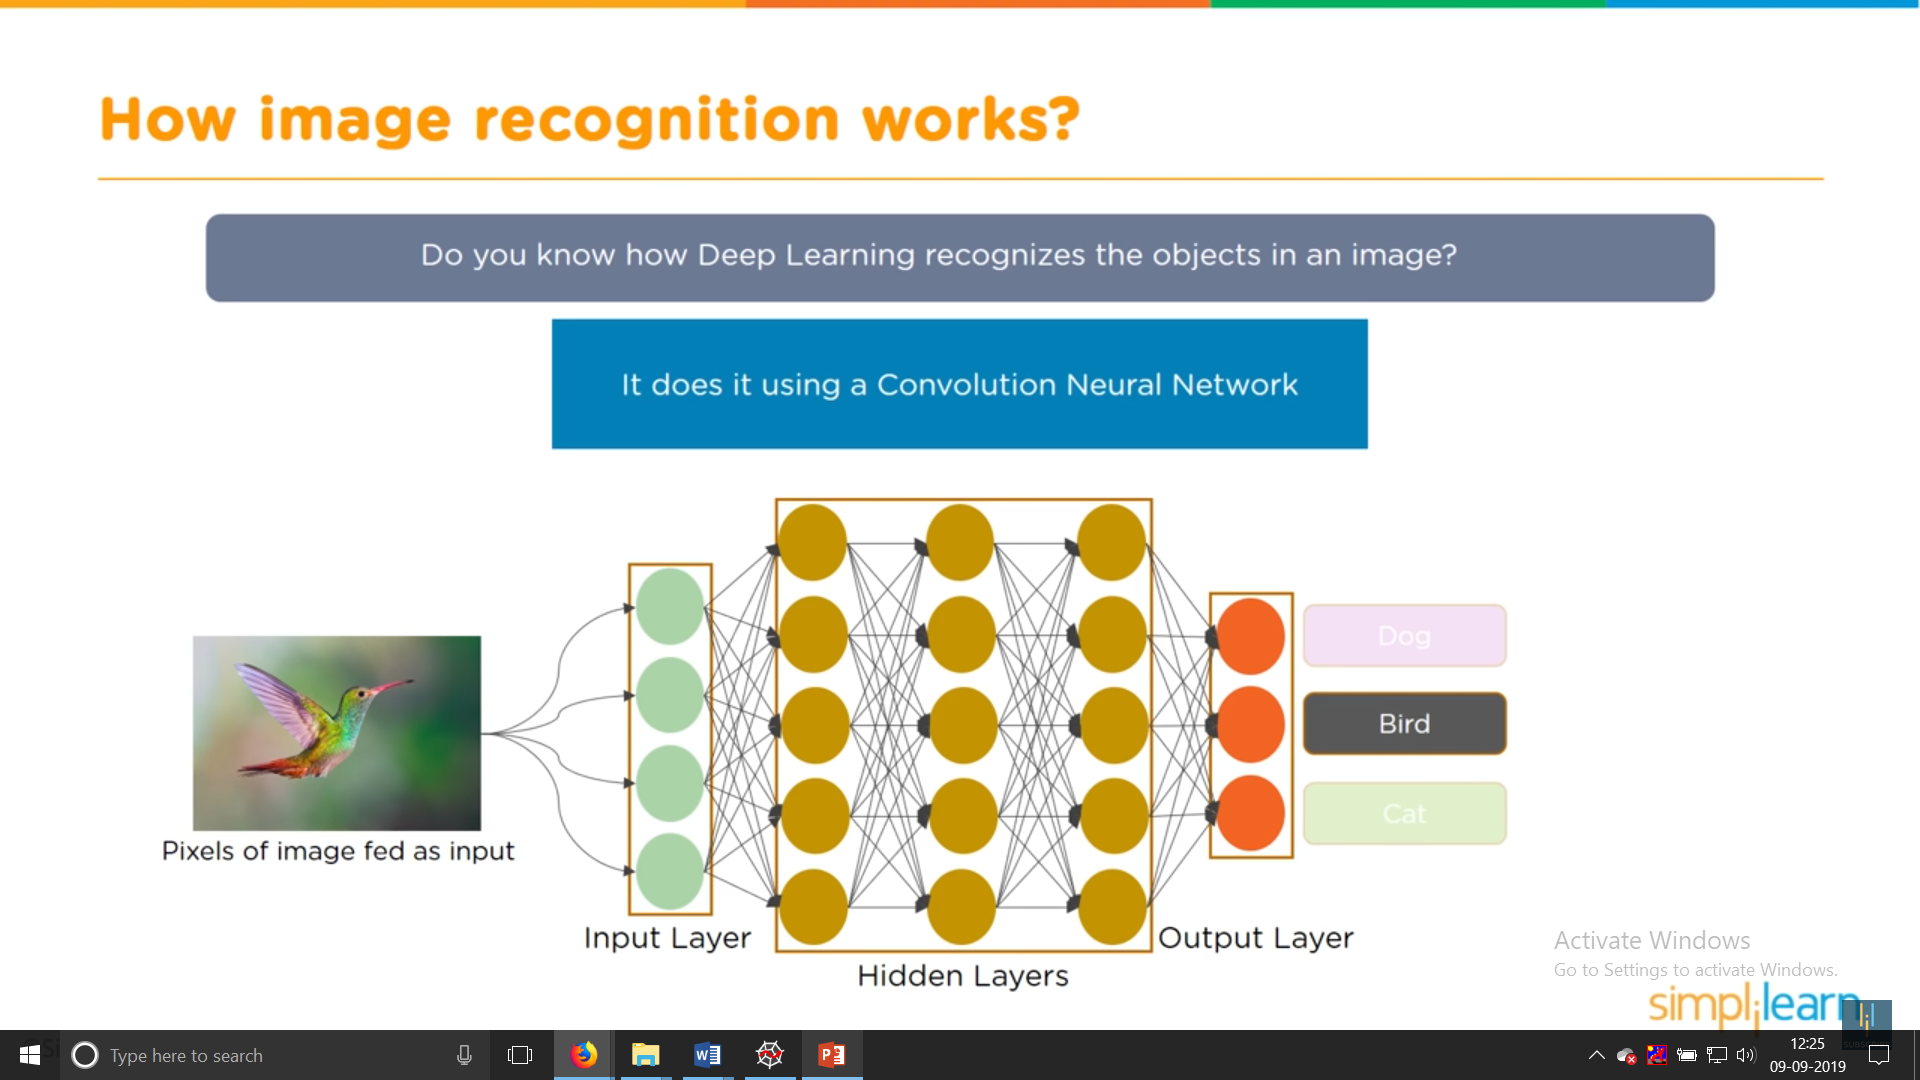 How image recognition works?
Do you know how Deep Learning recognizes the objects in an image?
It does it using a Convolution Neural Network
Dog
Bird
Cat
Pixels of image fed as input
Input Layer
Output Layer
Hidden Layers
Activate Windows
Go to Settings to activate Windows.
simplilearn
Type here to search
12:25
09-09-2019